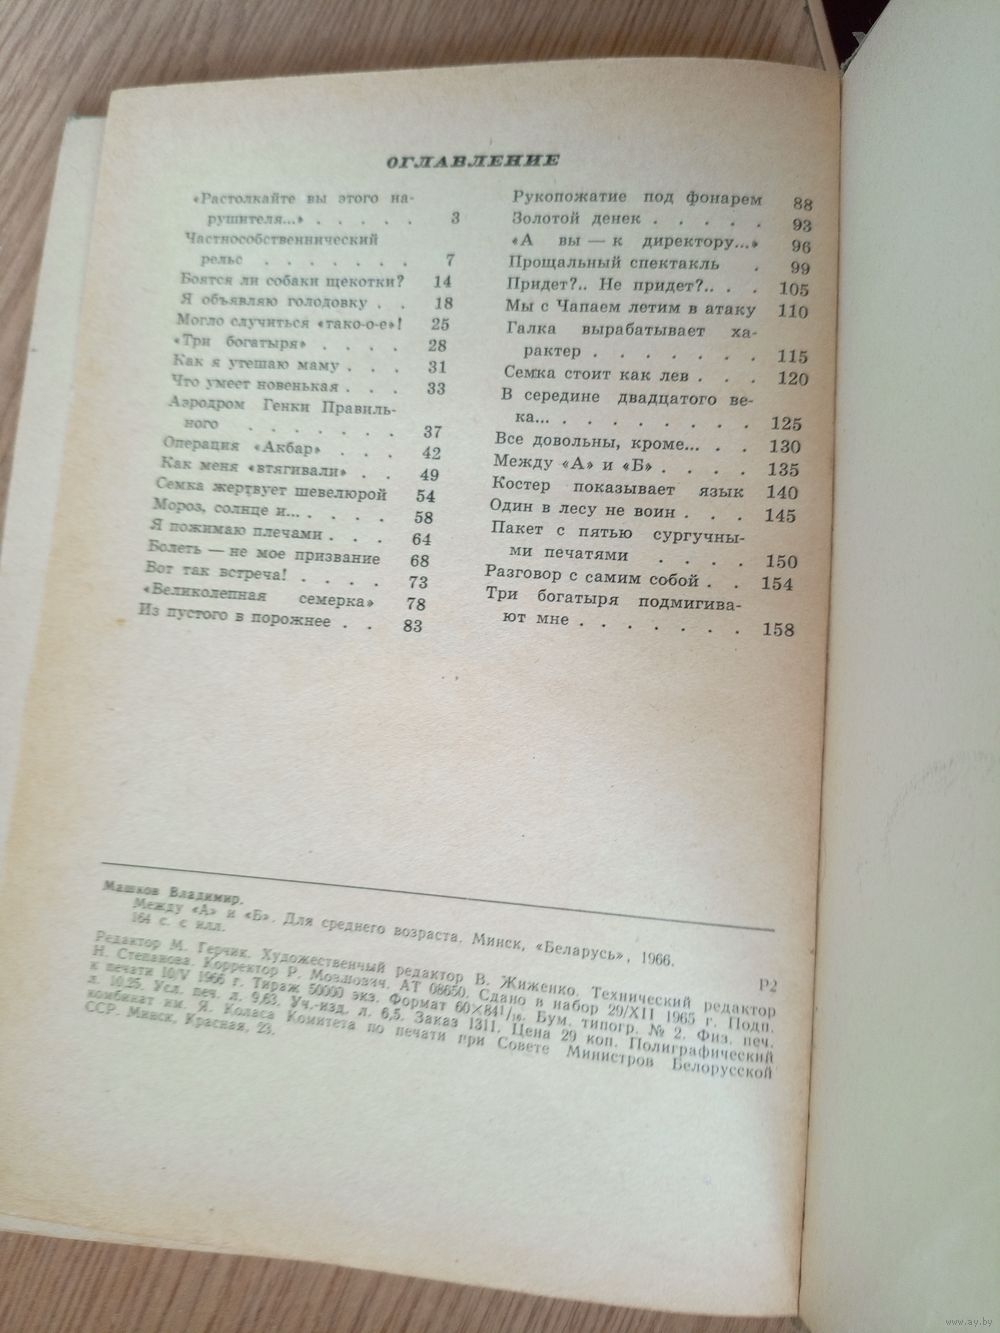 ОГЛАВЛЕНИЕ
«Растолкайте вы этого на-
рушителя...» . . . . . 3
Частнособственнический
рельс . . . . . . . 7
Боятся ли собаки щекотки? 14
Я объявляю голодовку . . 18
Могло случиться «тако-о-е»! 25
«Три богатыря» . . . . 28
Как я утешаю маму . . . 31
Что умеет новенькая . . . 33
Аэродром Генки Правиль-
ного . . . . . . . 37
Операция «Акбар» . . . 42
Как меня «втягивали» . . 49
Семка жертвует шевелюрой 54
Мороз, солнце и... . . . . 58
Я пожимаю плечами . . . 64
Болеть — не мое призвание 68
Вот так встреча! . . . . 73
«Великолепная семерка» 78
Из пустого в порожнее . . 83
Рукопожатие под фонарем 88
Золотой денек . . . . . 93
«А вы — к директору...» 96
Прощальный спектакль . 99
Придет?.. Не придет?.. . . 105
Мы с Чапаем летим в атаку 110
Галка вырабатывает ха-
рактер . . . . . . . 115
Семка стоит как лев . . . 120
В середине двадцатого ве-
ка... . . . . . . . . 125
Все довольны, кроме... . . 130
Между «А» и «Б» . . . . 135
Костер показывает язык 140
Один в лесу не воин . . . 145
Пакет с пятью сургучны-
ми печатями . . . . 150
Разговор с самим собой . . 154
Три богатыря подмигива-
ют мне . . . . . . . 158
Машков Владимир.
Между «А» и «Б». Для среднего возраста. Минск, «Беларусь», 1966.
164 с. с илл.
Р2
Редактор М. Герчик. Художественный редактор В. Жиженко. Технический редактор
Н. Степанова. Корректор Р. Мозпович. АТ 08650. Сдано в набор 29/XII 1965 г. Подп.
к печати 10/V 1966 г. Тираж 50000 экз. Формат 60×84¹/₁₆. Бум. типогр. № 2. Физ. печ.
л. 10,25. Усл. печ. л. 9,63. Уч.-изд. л. 6,5. Заказ 1311. Цена 29 коп. Полиграфический
комбинат им. Я. Коласа Комитета по печати при Совете Министров Белорусской
ССР. Минск, Красная, 23.
www.ay.by